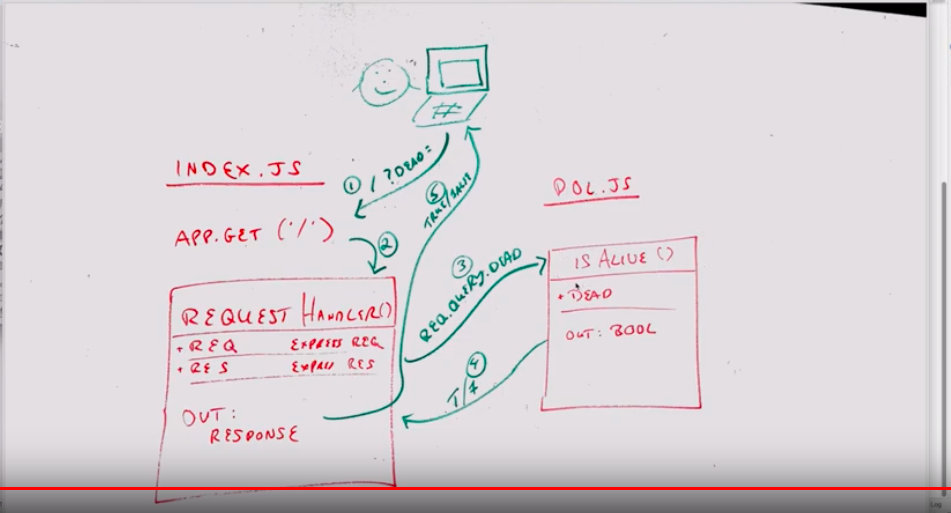 INDEX.JS
① / ?DEAD=
⑤
TRUE/
DOL.JS
APP.GET ('/')
②
③
REQ.QUERY.DEAD
IS ALIVE ()
+ DEAD
OUT: BOOL
REQUEST HANDLER()
+ REQ EXPRESS REQ
+ RES EXPRESS RES
④
T/F
OUT:
RESPONSE